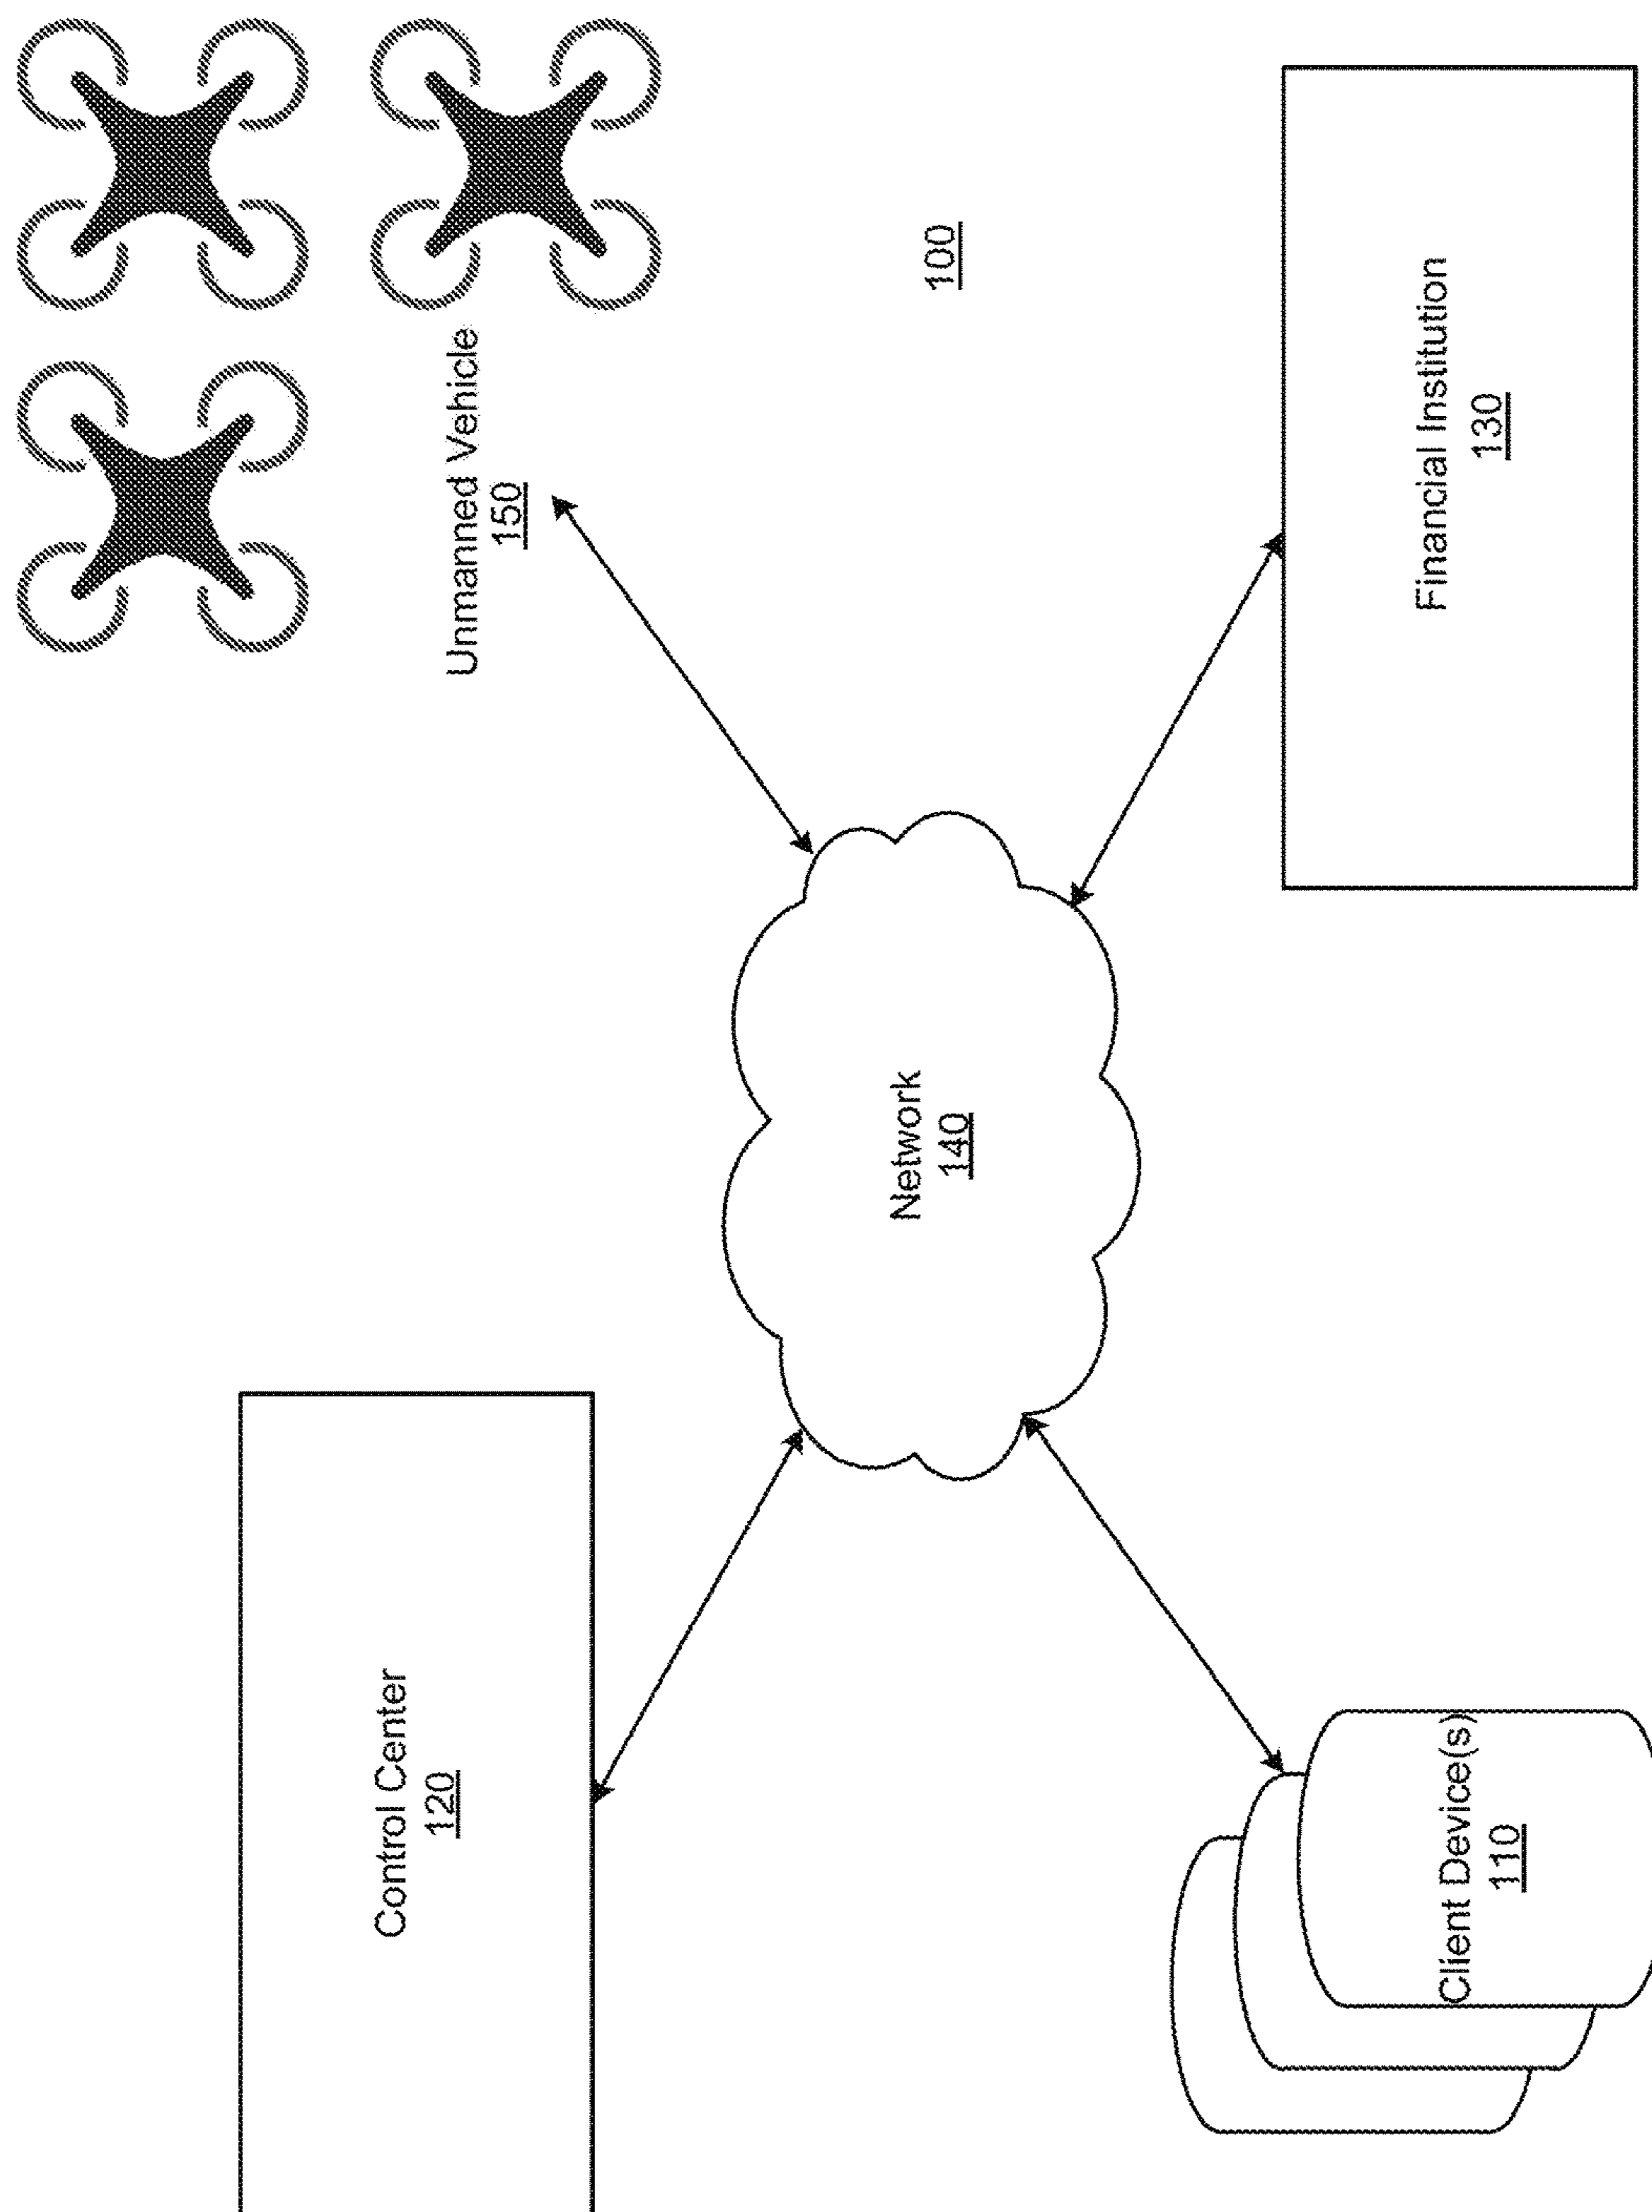 Control Center
120
Unmanned Vehicle
150
Network
140
100
Client Device(s)
110
Financial Institution
130